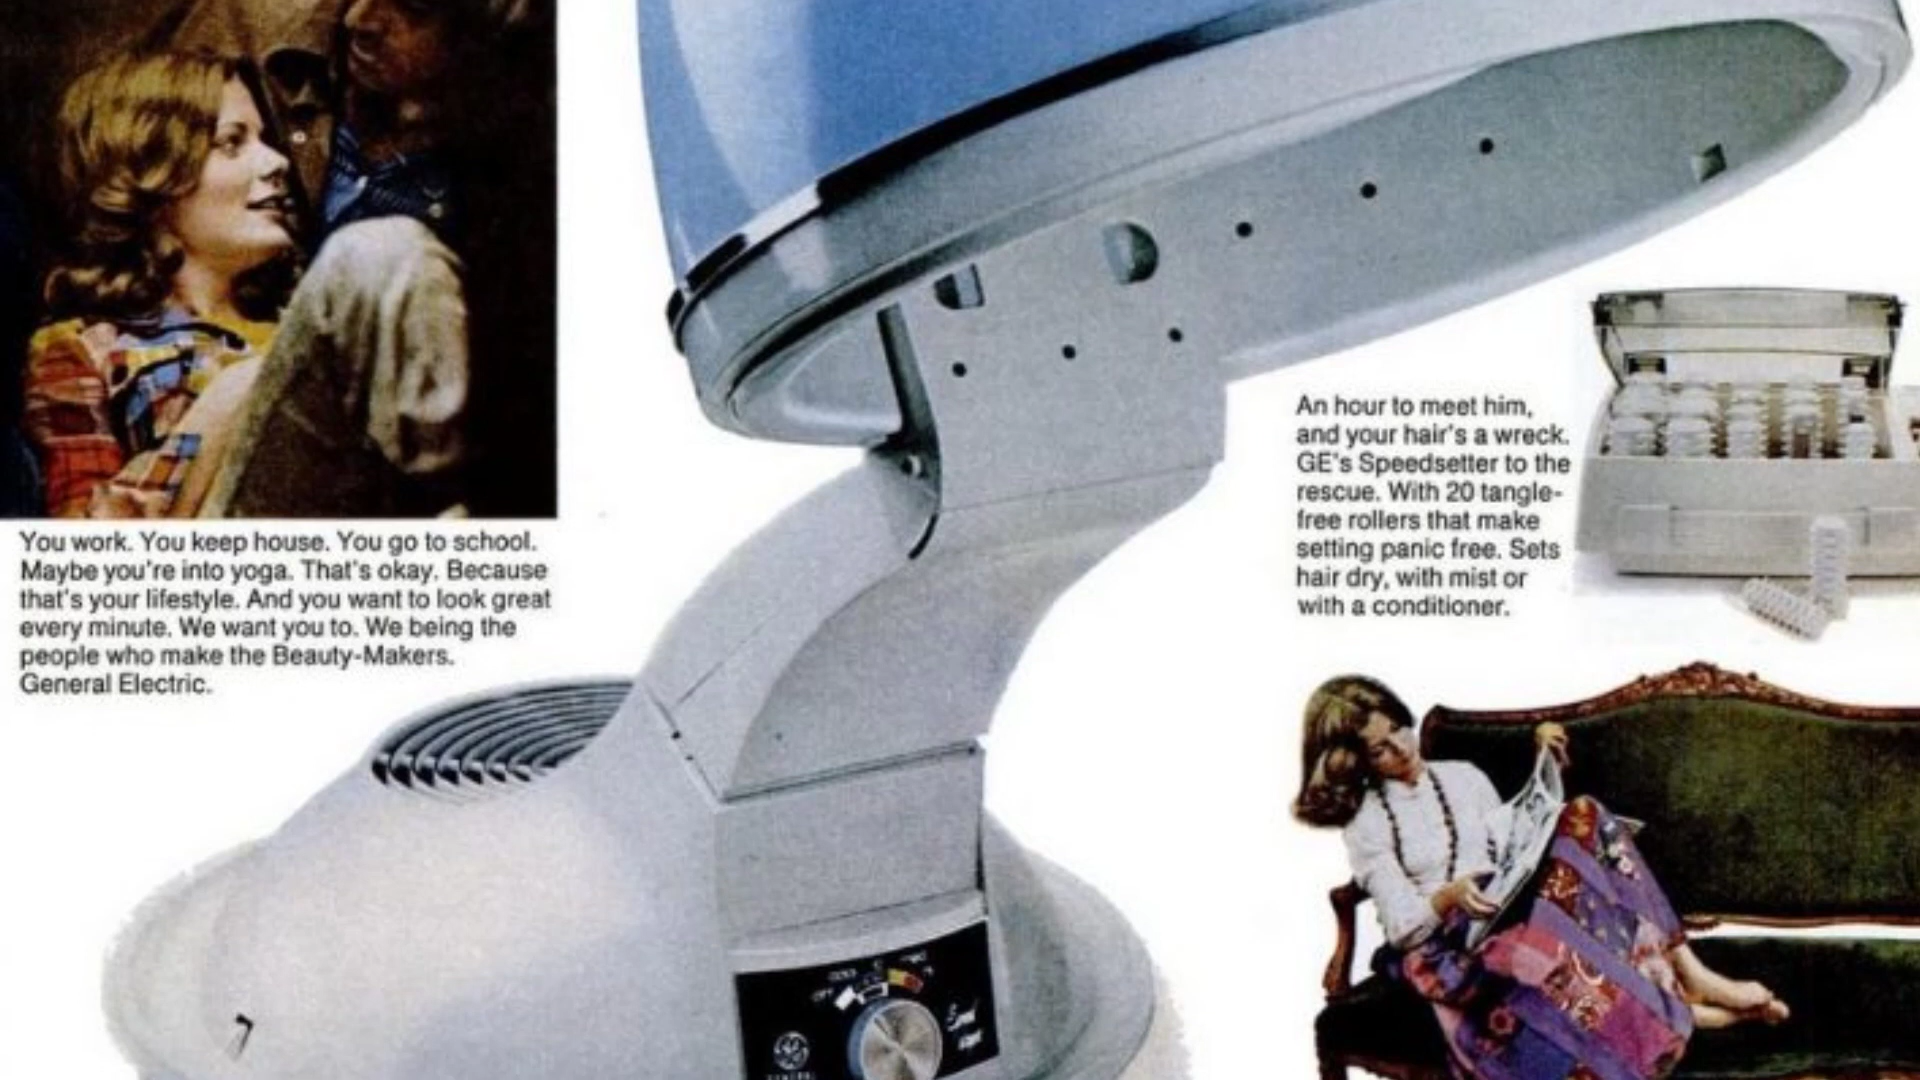 You work. You keep house. You go to school.
Maybe you're into yoga. That's okay. Because
that's your lifestyle. And you want to look great
every minute. We want you to. We being the
people who make the Beauty-Makers.
General Electric.
An hour to meet him,
and your hair's a wreck.
GE's Speedsetter to the
rescue. With 20 tangle-
free rollers that make
setting panic free. Sets
hair dry, with mist or
with a conditioner.
OFF
GE